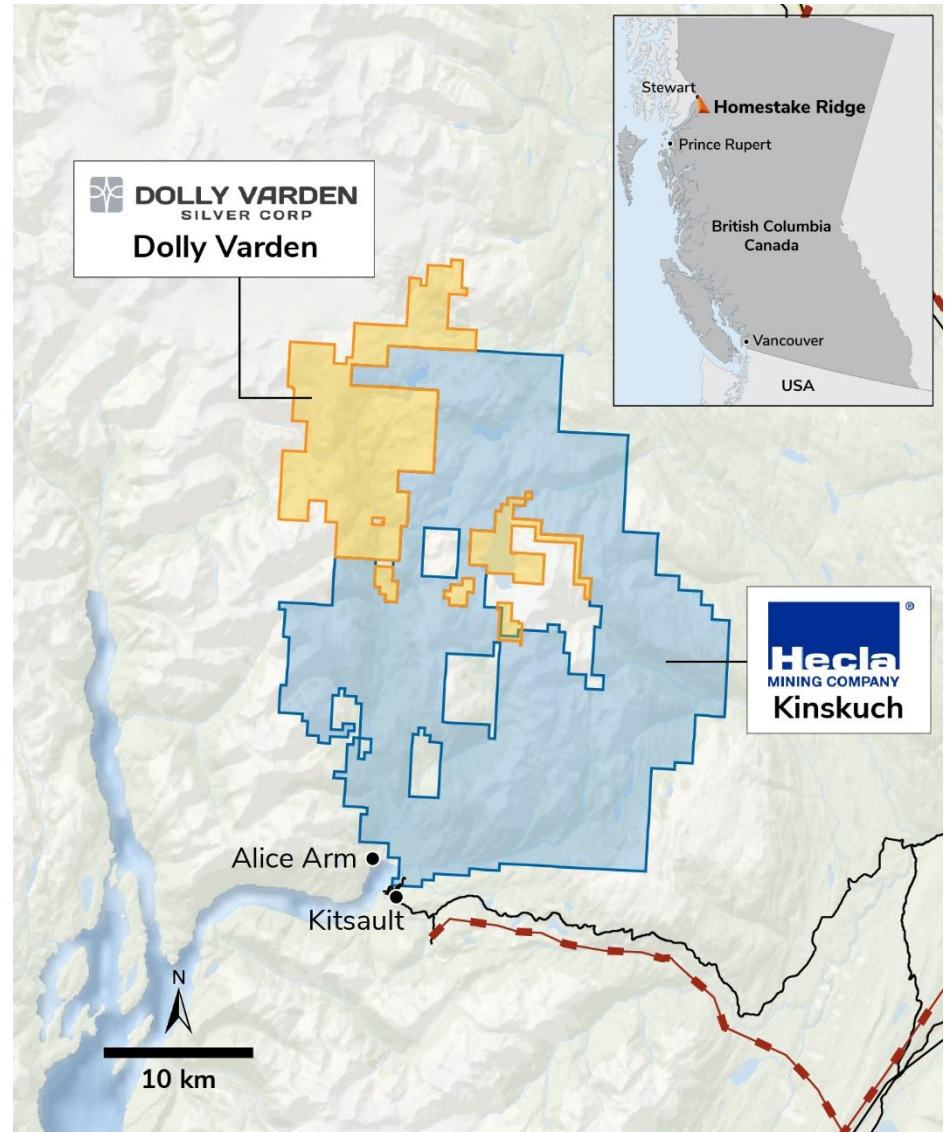 Stewart
Homestake Ridge
Prince Rupert
British Columbia
Canada
Vancouver
USA
DOLLY VARDEN
SILVER CORP
Dolly Varden
Hecla®
MINING COMPANY
Kinskuch
Alice Arm
Kitsault
N
10 km